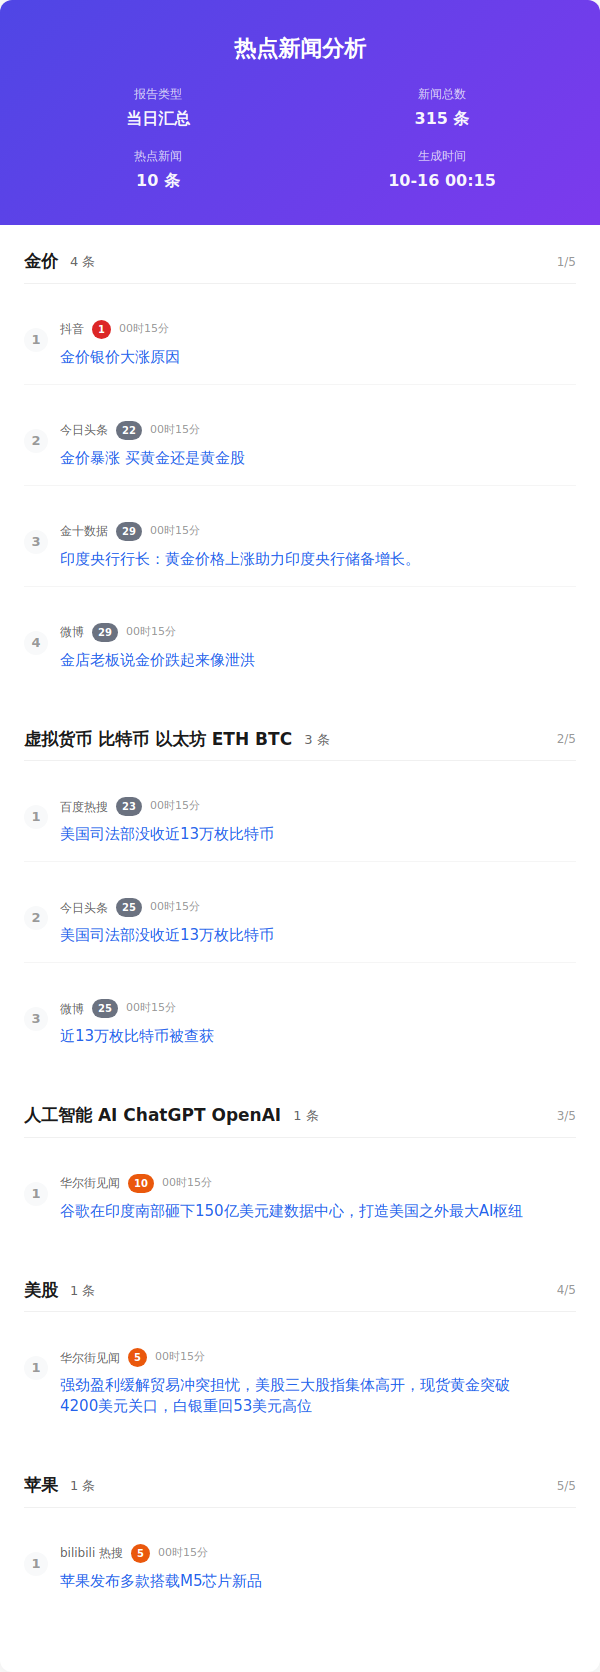 热点新闻分析
报告类型
新闻总数
当日汇总
315 条
热点新闻
生成时间
10 条
10-16 00:15
金价 4 条 1/5
1
抖音 1 00时15分
金价银价大涨原因
2
今日头条 22 00时15分
金价暴涨 买黄金还是黄金股
3
金十数据 29 00时15分
印度央行行长：黄金价格上涨助力印度央行储备增长。
4
微博 29 00时15分
金店老板说金价跌起来像泄洪
虚拟货币 比特币 以太坊 ETH BTC 3 条 2/5
1
百度热搜 23 00时15分
美国司法部没收近13万枚比特币
2
今日头条 25 00时15分
美国司法部没收近13万枚比特币
3
微博 25 00时15分
近13万枚比特币被查获
人工智能 AI ChatGPT OpenAI 1 条 3/5
1
华尔街见闻 10 00时15分
谷歌在印度南部砸下150亿美元建数据中心，打造美国之外最大AI枢纽
美股 1 条 4/5
1
华尔街见闻 5 00时15分
强劲盈利缓解贸易冲突担忧，美股三大股指集体高开，现货黄金突破
4200美元关口，白银重回53美元高位
苹果 1 条 5/5
1
bilibili 热搜 5 00时15分
苹果发布多款搭载M5芯片新品